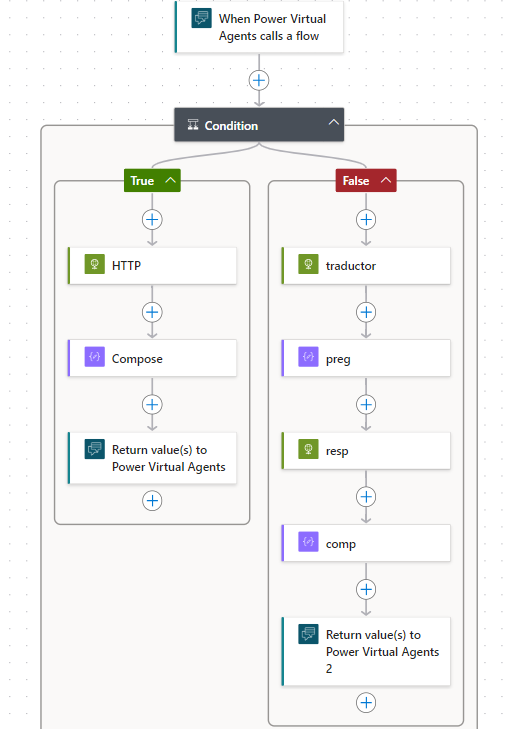 When Power Virtual
Agents calls a flow
Condition
True
HTTP
Compose
Return value(s) to
Power Virtual Agents
False
traductor
preg
resp
comp
Return value(s) to
Power Virtual Agents
2